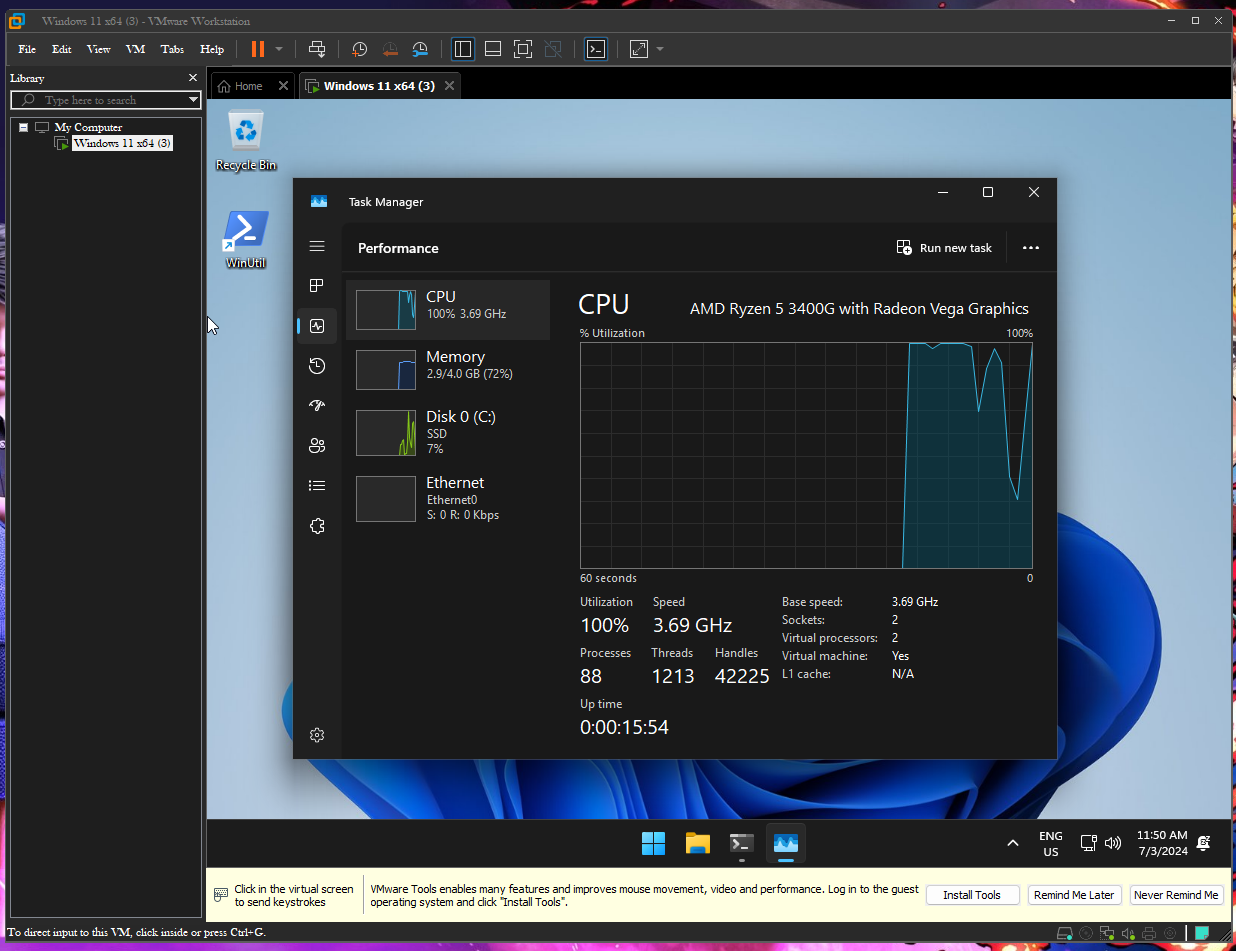 Windows 11 x64 (3) - VMware Workstation
File Edit View VM Tabs Help
Library
Type here to search
My Computer
Windows 11 x64 (3)
Home
Windows 11 x64 (3)
Recycle Bin
WinUtil
Task Manager
Performance
Run new task
CPU
100% 3.69 GHz
Memory
2.9/4.0 GB (72%)
Disk 0 (C:)
SSD
7%
Ethernet
Ethernet0
S: 0 R: 0 Kbps
CPU AMD Ryzen 5 3400G with Radeon Vega Graphics
% Utilization 100%
60 seconds 0
Utilization Speed
100% 3.69 GHz
Processes Threads Handles
88 1213 42225
Up time
0:00:15:54
Base speed: 3.69 GHz
Sockets: 2
Virtual processors: 2
Virtual machine: Yes
L1 cache: N/A
ENG
US
11:50 AM
7/3/2024
Click in the virtual screen
to send keystrokes
VMware Tools enables many features and improves mouse movement, video and performance. Log in to the guest
operating system and click "Install Tools".
Install Tools
Remind Me Later
Never Remind Me
To direct input to this VM, click inside or press Ctrl+G.